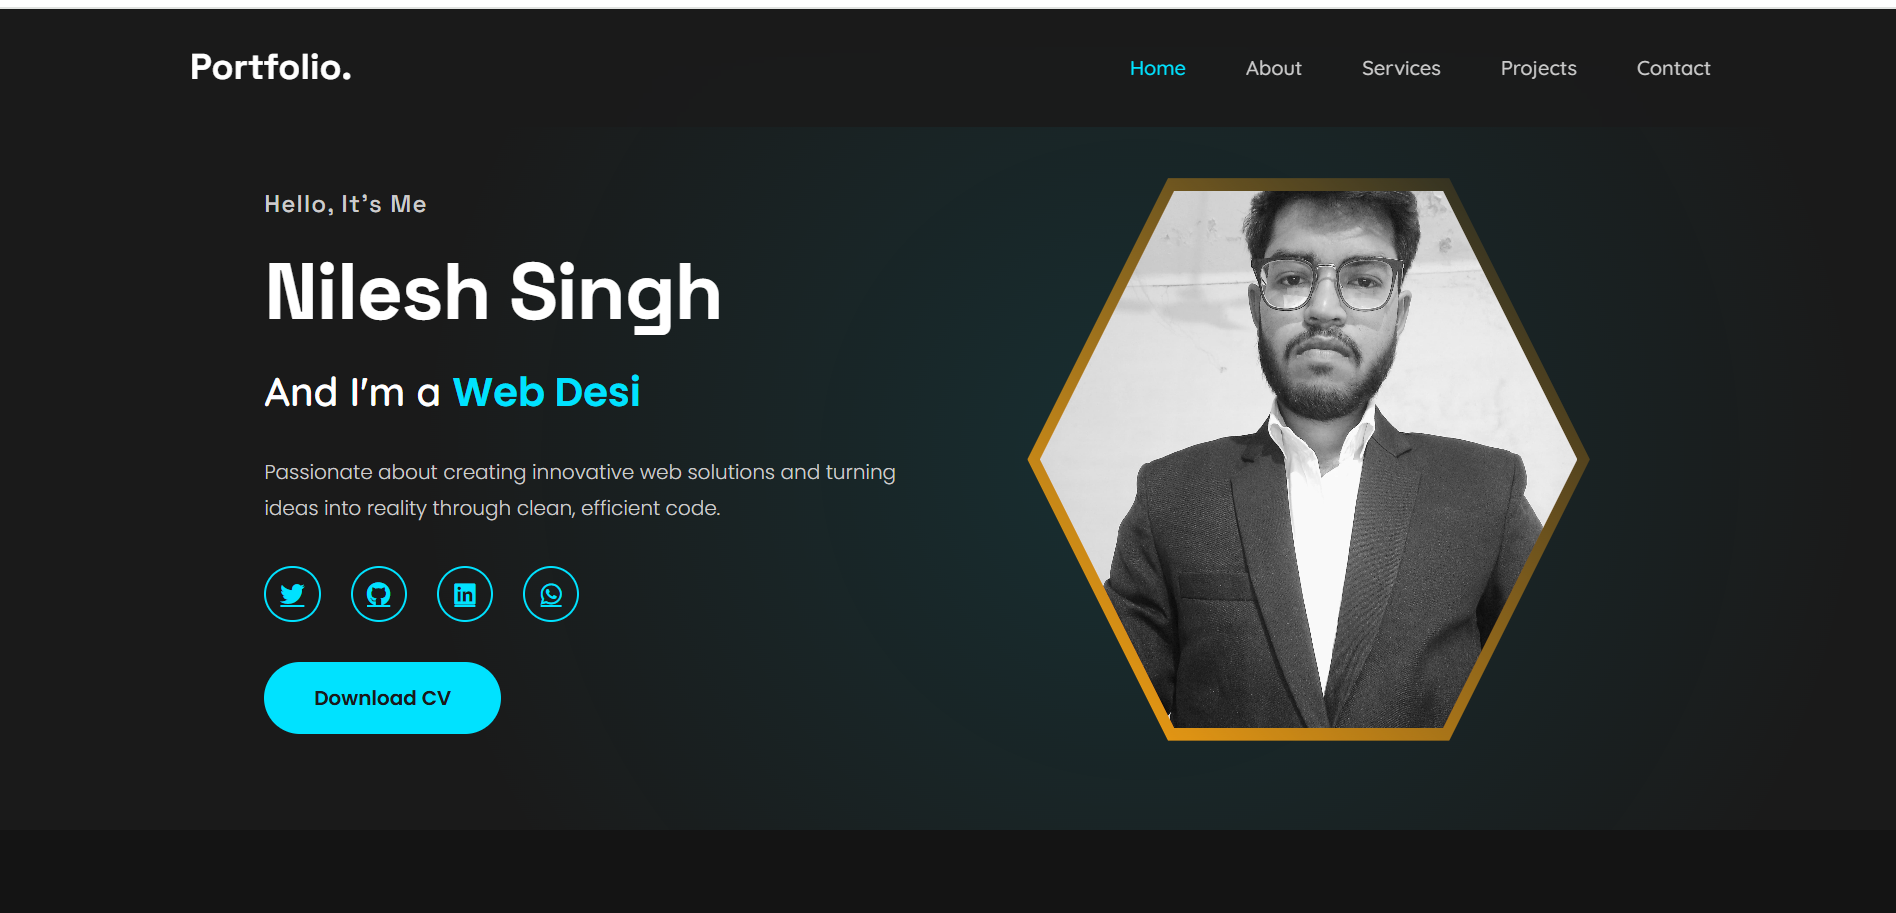 Portfolio.
Home About Services Projects Contact
Hello, It's Me
Nilesh Singh
And I'm a Web Desi
Passionate about creating innovative web solutions and turning
ideas into reality through clean, efficient code.
in
Download CV